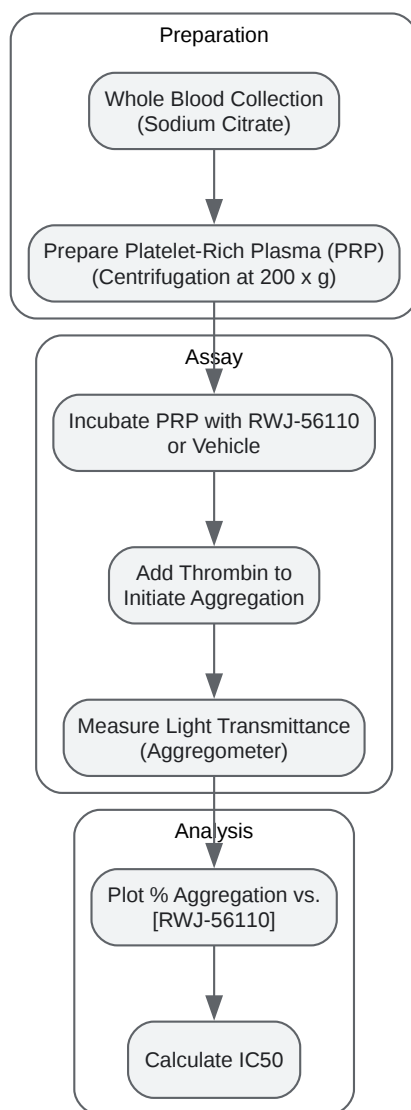 Preparation
Whole Blood Collection
(Sodium Citrate)
Prepare Platelet-Rich Plasma (PRP)
(Centrifugation at 200 x g)
Assay
Incubate PRP with RWJ-56110
or Vehicle
Add Thrombin to
Initiate Aggregation
Measure Light Transmittance
(Aggregometer)
Analysis
Plot % Aggregation vs.
[RWJ-56110]
Calculate IC50